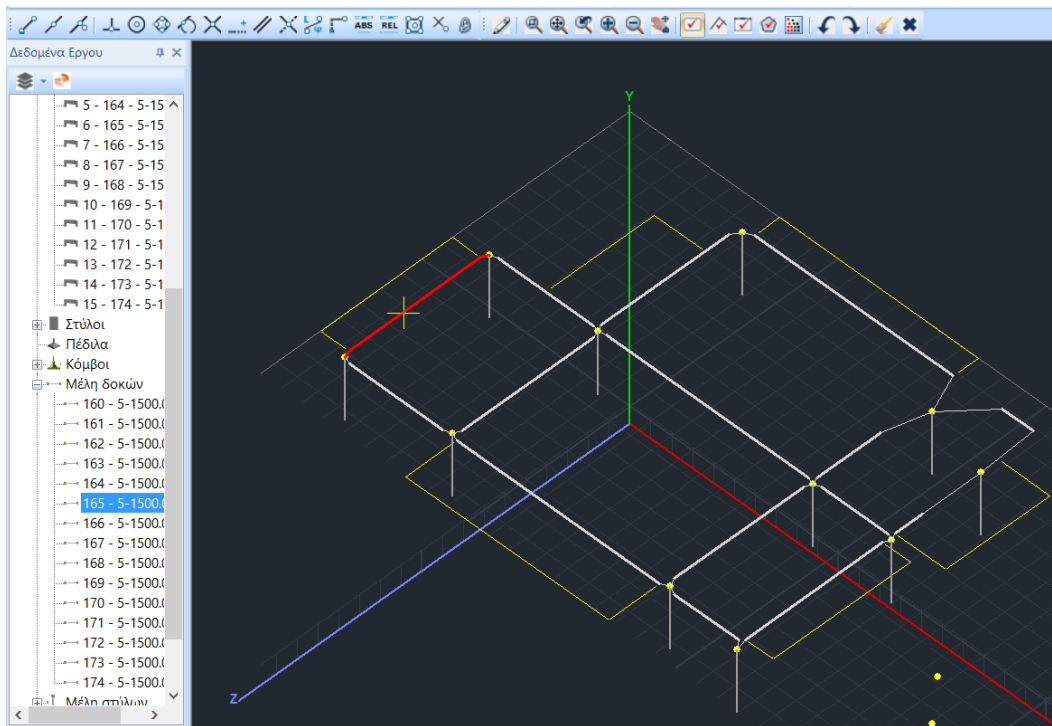 ABS REL
Δεδομένα Εργου
5 - 164 - 5-15
6 - 165 - 5-15
7 - 166 - 5-15
8 - 167 - 5-15
9 - 168 - 5-15
10 - 169 - 5-1
11 - 170 - 5-1
12 - 171 - 5-1
13 - 172 - 5-1
14 - 173 - 5-1
15 - 174 - 5-1
Στύλοι
Πέδιλα
Κόμβοι
Μέλη δοκών
160 - 5-1500.0
161 - 5-1500.0
162 - 5-1500.0
163 - 5-1500.0
164 - 5-1500.0
165 - 5-1500.0
166 - 5-1500.0
167 - 5-1500.0
168 - 5-1500.0
169 - 5-1500.0
170 - 5-1500.0
171 - 5-1500.0
172 - 5-1500.0
173 - 5-1500.0
174 - 5-1500.0
Μέλη στύλων
Y
Z